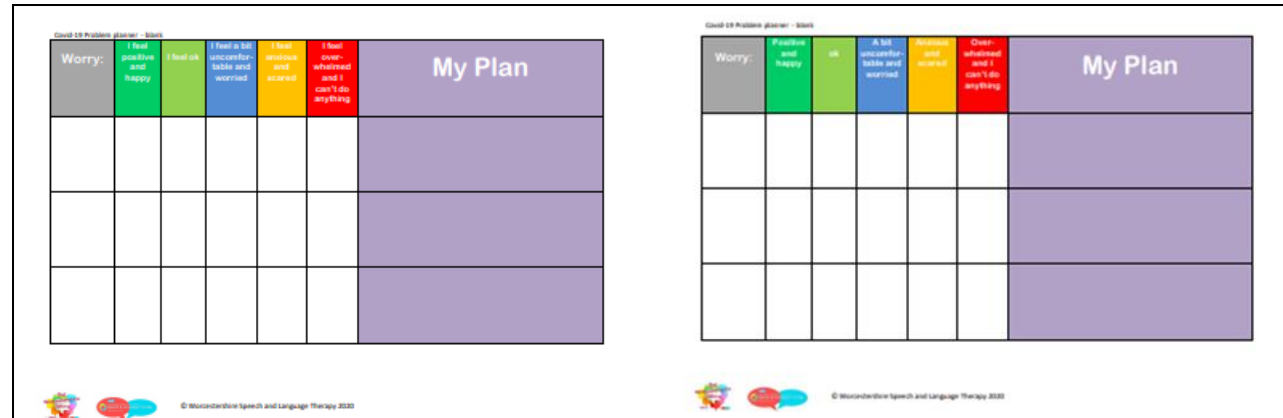 Covid-19 Problem planner - blank
Worry:
I feel
positive
and
happy
I feel ok
I feel a bit
uncomfor-
table and
worried
I feel
anxious
and
scared
I feel
over-
whelmed
and I
can't do
anything
My Plan
© Worcestershire Speech and Language Therapy 2020
Covid-19 Problem planner - blank
Worry:
Positive
and
happy
ok
A bit
uncomfor-
table and
worried
Anxious
and
scared
Over-
whelmed
and I
can't do
anything
My Plan
© Worcestershire Speech and Language Therapy 2020